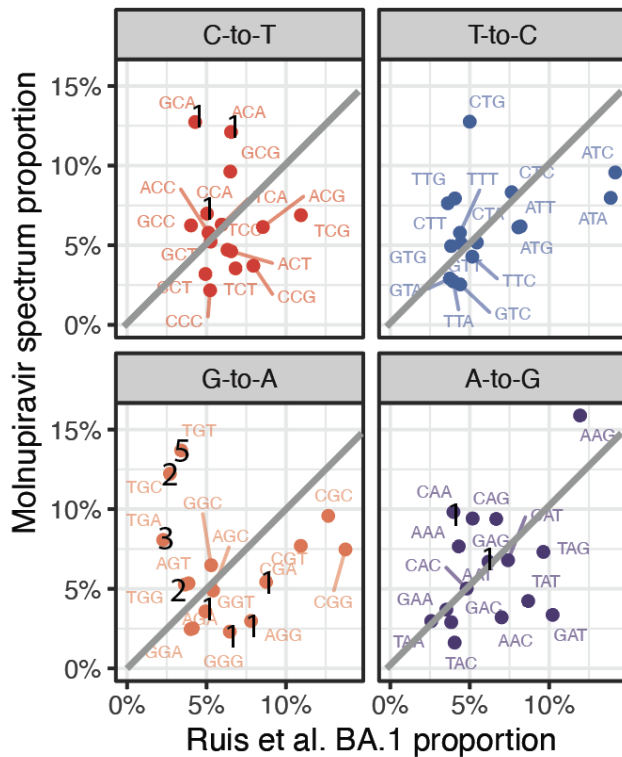 C-to-T
T-to-C
Molnupiravir spectrum proportion
15%
10%
5%
0%
GCA
1
ACA
1
GCG
ACC
CCA
1
TCA
ACG
GCC
TCC
TCG
GCT
ACT
CCT
TCT
CCG
CCC
CTG
ATC
TTG
TTT
CTC
CTT
CTA
ATT
ATA
GTG
ATG
GTT
TTC
GTA
GTC
TTA
G-to-A
A-to-G
15%
10%
5%
0%
TGT
5
TGC
2
TGA
3
GGC
AGC
CGC
AGT
CGT
TGG
2
CGA
1
GGT
CGG
AGA
1
GGA
GGG
1
AGG
1
AAG
CAA
1
CAG
AAA
GAG
1
CAT
TAG
CAC
AAT
TAT
GAA
GAC
TAA
AAC
GAT
TAC
0% 5% 10%
0% 5% 10%
Ruis et al. BA.1 proportion